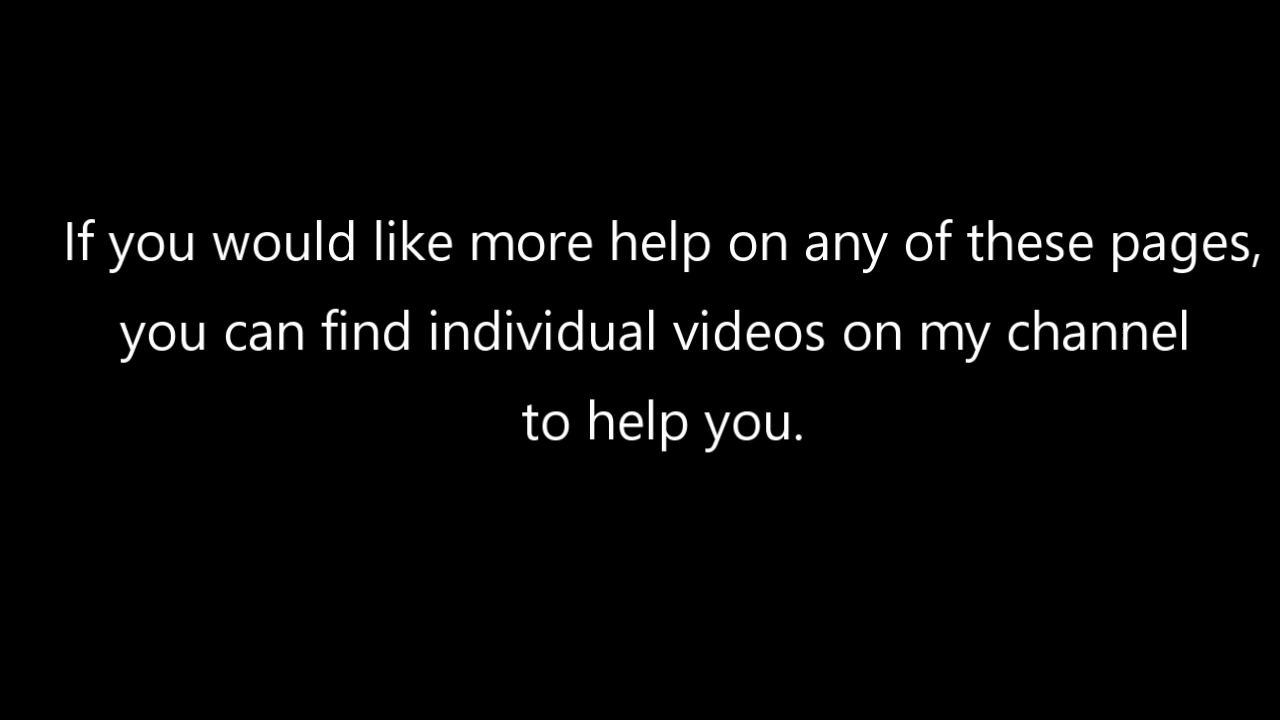 If you would like more help on any of these pages,
you can find individual videos on my channel
to help you.